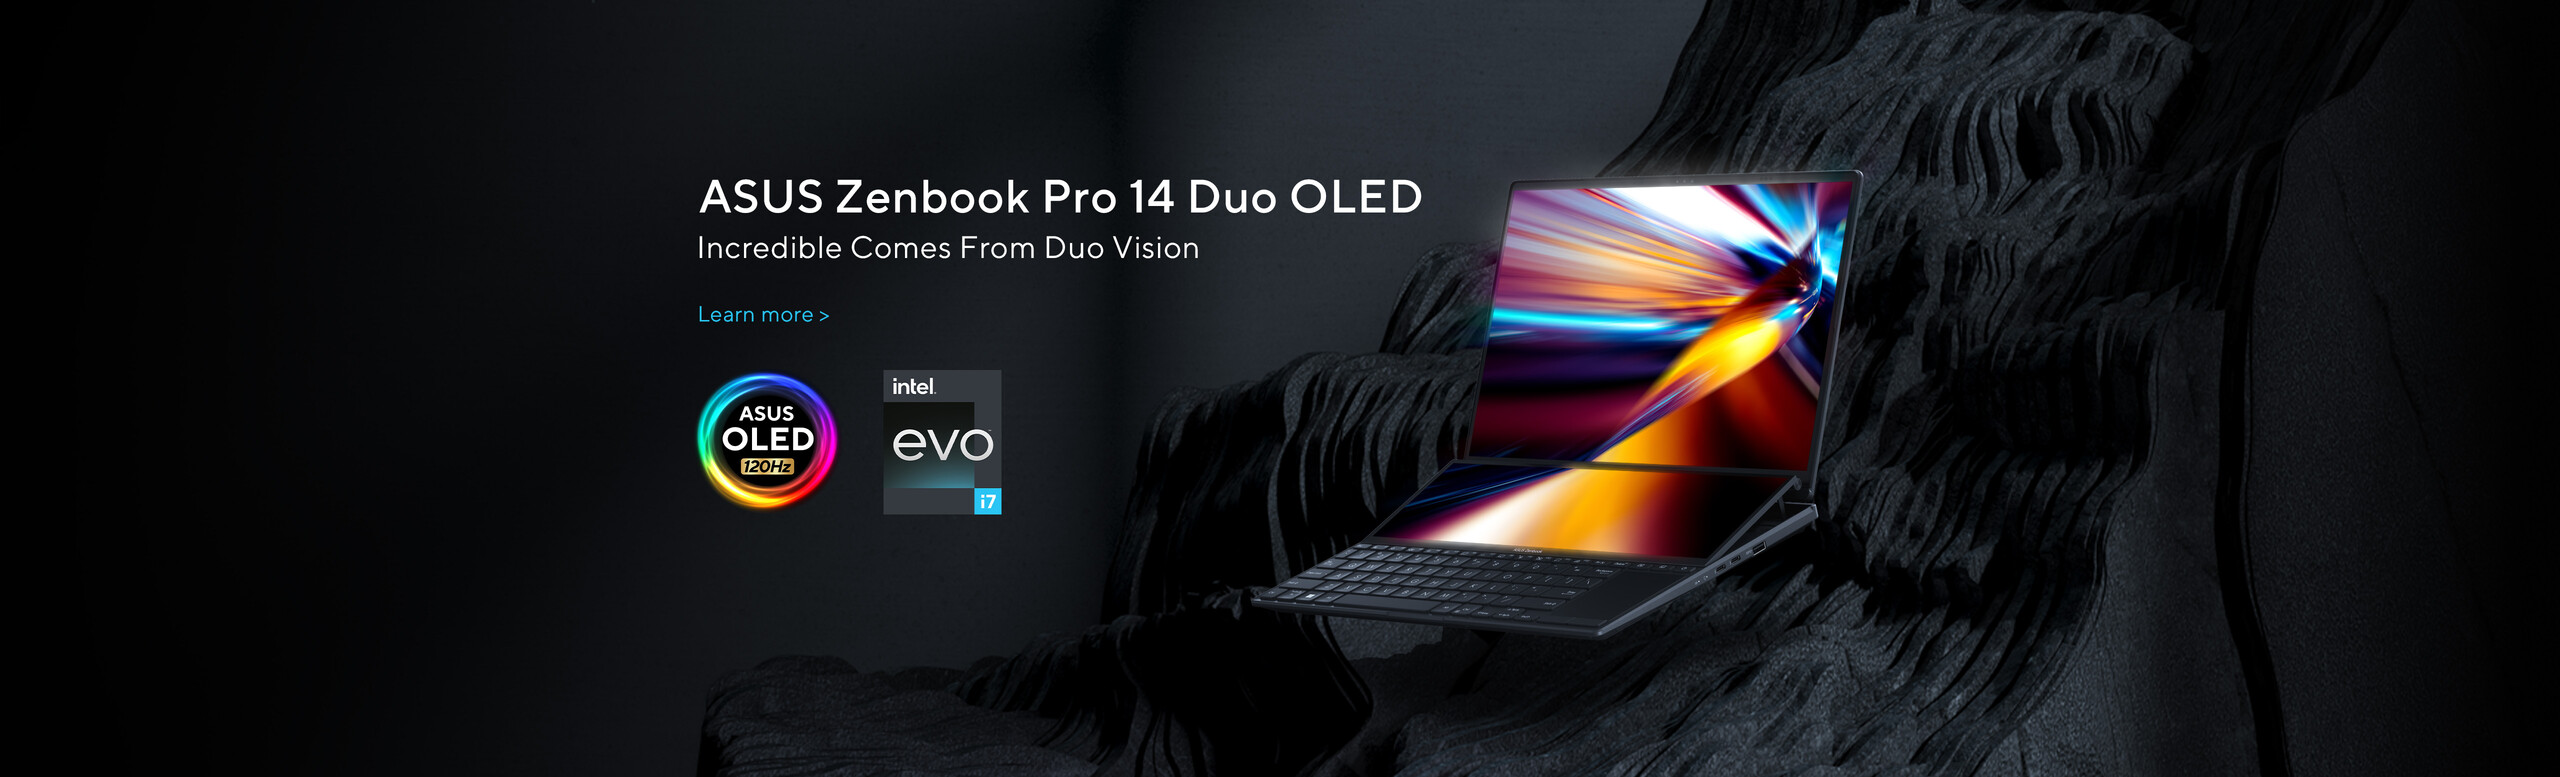 ASUS Zenbook Pro 14 Duo OLED
Incredible Comes From Duo Vision
Learn more >
ASUS
OLED
120Hz
intel.
evo
i7